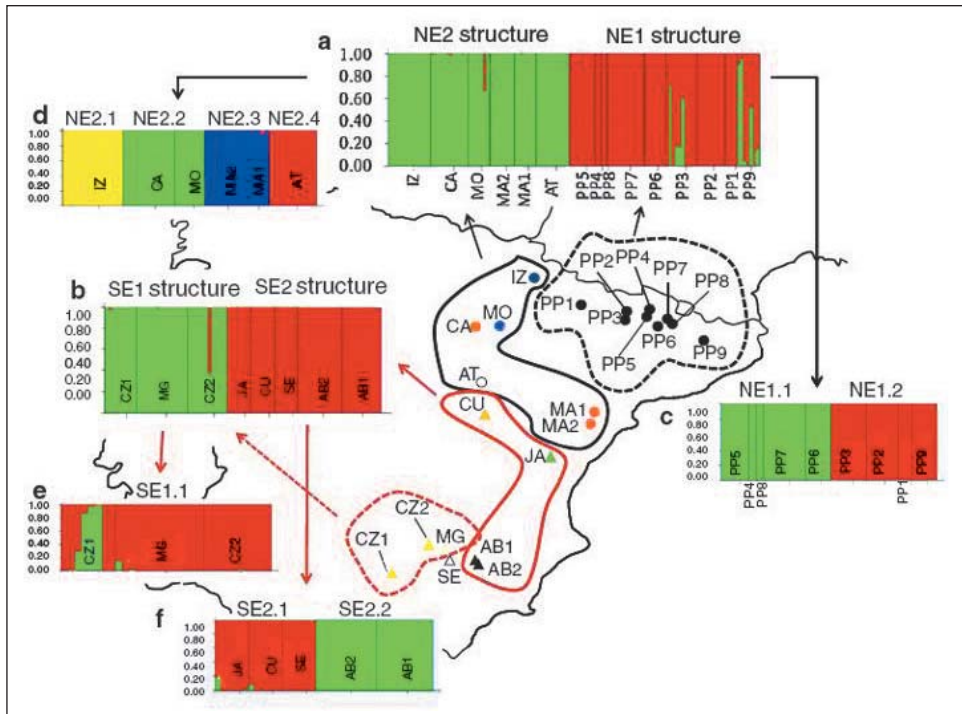 a
NE2 structure NE1 structure
1.00
0.80
0.60
0.40
0.20
0.00
IZ CA MO MA2 MA1 AT PP5 PP4 PP8 PP7 PP6 PP3 PP2 PP1 PP9
d
NE2.1 NE2.2 NE2.3 NE2.4
1.00
0.80
0.60
0.40
0.20
0.00
IZ CA MO MA2 MA1 AT
b
SE1 structure SE2 structure
1.00
0.80
0.60
0.40
0.20
0.00
CZ1 MG CZ2 JA CU SE AB2 AB1
IZ
CA MO
AT
CU
MA1
MA2
JA
PP2 PP4
PP7
PP8
PP1
PP3
PP5
PP6
PP9
CZ2
CZ1
MG
SE
AB1
AB2
c
NE1.1 NE1.2
1.00
0.80
0.60
0.40
0.20
0.00
PP5 PP4 PP8 PP7 PP6 PP3 PP2 PP1 PP9
e
SE1.1
1.00
0.80
0.60
0.40
0.20
0.00
CZ1 MG CZ2
f
SE2.1 SE2.2
1.00
0.80
0.60
0.40
0.20
0.00
JA CU SE AB2 AB1